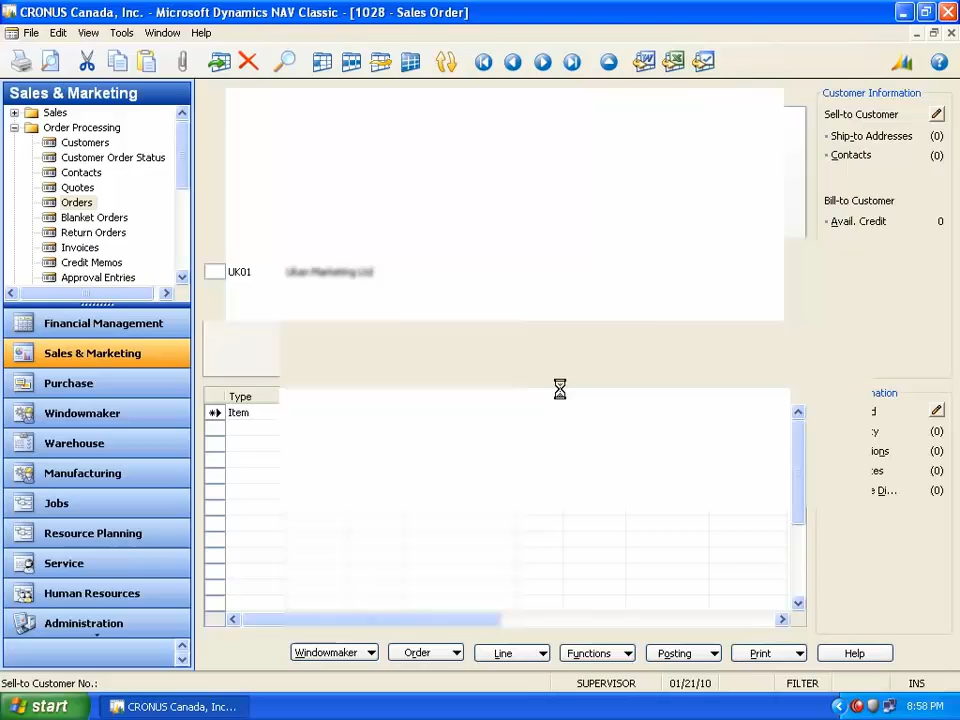 CRONUS Canada, Inc. - Microsoft Dynamics NAV Classic - [1028 - Sales Order]
File Edit View Tools Window Help
Sales & Marketing
Sales
Order Processing
Customers
Customer Order Status
Contacts
Quotes
Orders
Blanket Orders
Return Orders
Invoices
Credit Memos
Approval Entries
Financial Management
Sales & Marketing
Purchase
Windowmaker
Warehouse
Manufacturing
Jobs
Resource Planning
Service
Human Resources
Administration
UK01
Type
Item
Customer Information
Sell-to Customer
Ship-to Addresses (0)
Contacts (0)
Bill-to Customer
Avail. Credit 0
(0)
(0)
(0)
(0)
Windowmaker Order Line Functions Posting Print Help
Sell-to Customer No.: SUPERVISOR 01/21/10 FILTER INS
start CRONUS Canada, Inc... 8:58 PM